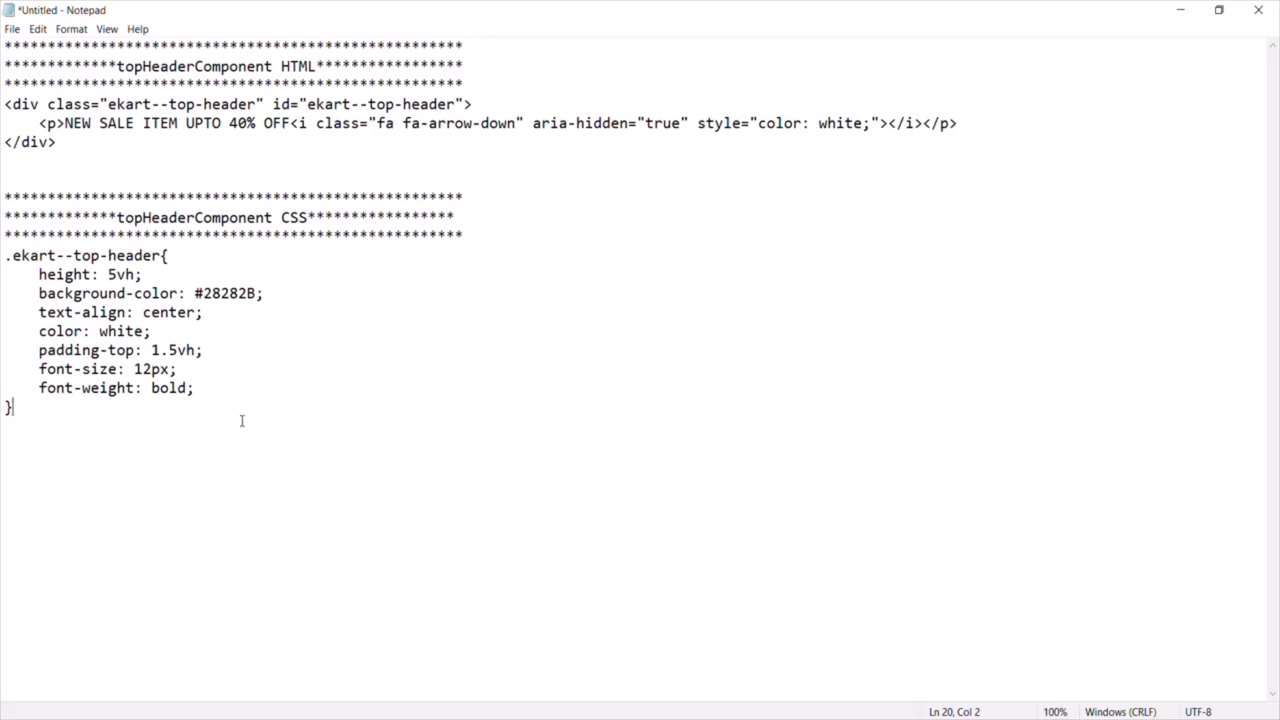 *Untitled - Notepad
File Edit Format View Help
*****************************************************
*************topHeaderComponent HTML*****************
*****************************************************
<div class="ekart--top-header" id="ekart--top-header">
    <p>NEW SALE ITEM UPTO 40% OFF<i class="fa fa-arrow-down" aria-hidden="true" style="color: white;"></i></p>
</div>
*****************************************************
*************topHeaderComponent CSS*****************
*****************************************************
.ekart--top-header{
    height: 5vh;
    background-color: #28282B;
    text-align: center;
    color: white;
    padding-top: 1.5vh;
    font-size: 12px;
    font-weight: bold;
}
Ln 20, Col 2 100% Windows (CRLF) UTF-8